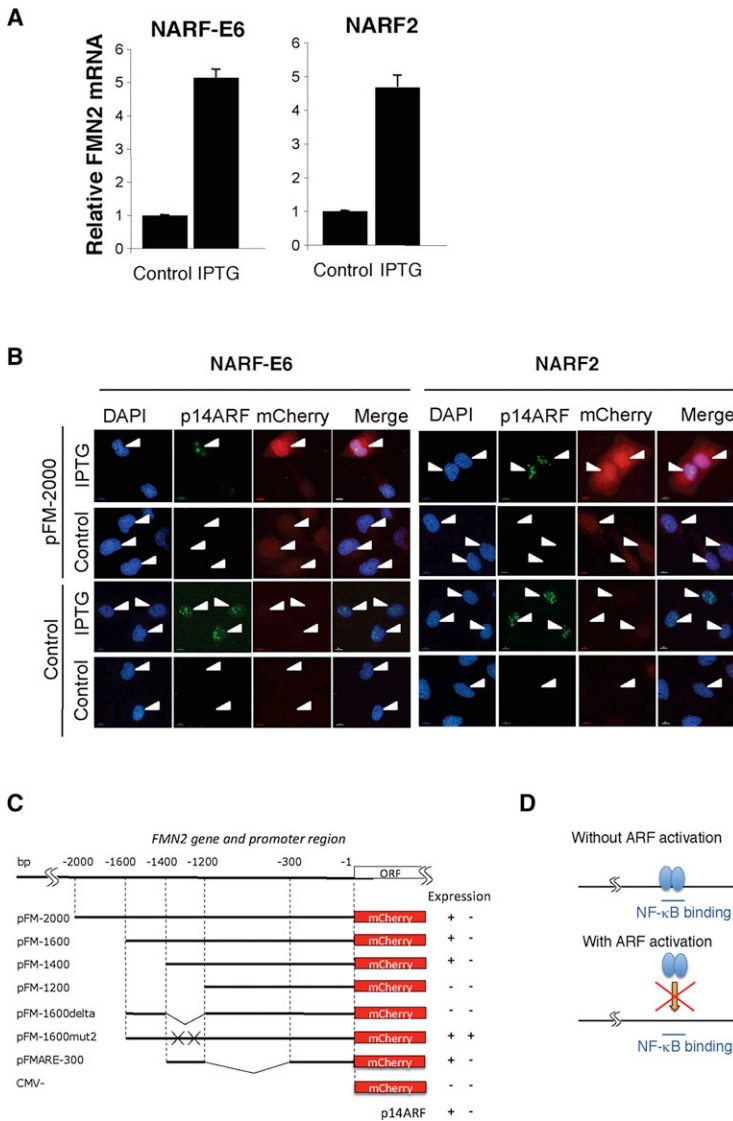 A
NARF-E6
NARF2
Relative FMN2 mRNA
6
5
4
3
2
1
0
Control IPTG
6
5
4
3
2
1
0
Control IPTG
B
NARF-E6
NARF2
DAPI p14ARF mCherry Merge
DAPI p14ARF mCherry Merge
pFM-2000
IPTG
Control
Control
IPTG
Control
C
FMN2 gene and promoter region
bp -2000 -1600 -1400 -1200 -300 -1
ORF
Expression
pFM-2000 mCherry + -
pFM-1600 mCherry + -
pFM-1400 mCherry + -
pFM-1200 mCherry - -
pFM-1600delta mCherry - -
pFM-1600mut2 mCherry + +
pFMARE-300 mCherry + -
CMV- mCherry - -
p14ARF + -
D
Without ARF activation
NF-κB binding
With ARF activation
NF-κB binding